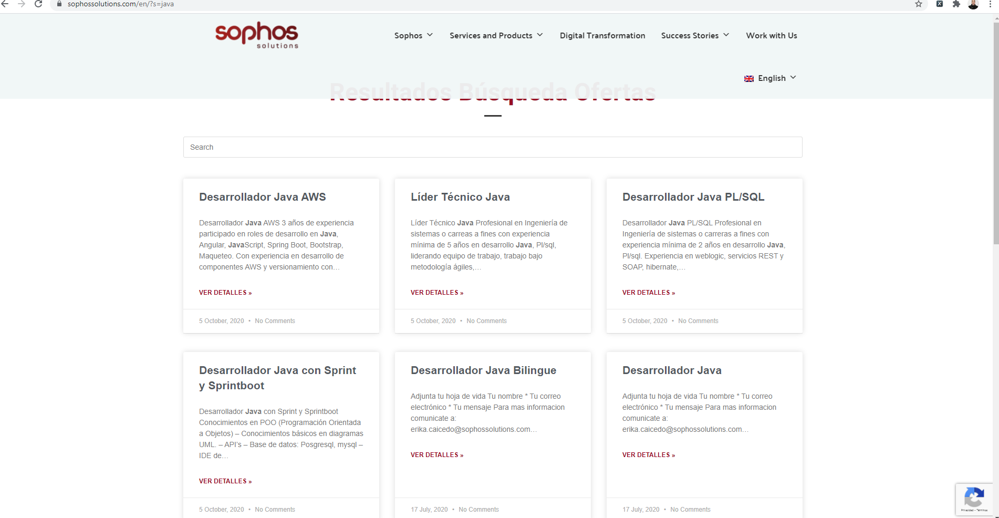 sophossolutions.com/en/?s=java
sophos
solutions
Sophos
Services and Products
Digital Transformation
Success Stories
Work with Us
English
Resultados Búsqueda Ofertas
Search
Desarrollador Java AWS
Desarrollador Java AWS 3 años de experiencia
participado en roles de desarrollo en Java,
Angular, JavaScript, Spring Boot, Bootstrap,
Maqueteo. Con experiencia en desarrollo de
componentes AWS y versionamiento con…
VER DETALLES »
5 October, 2020 • No Comments
Líder Técnico Java
Líder Técnico Java Profesional en Ingeniería de
sistemas o carreas a fines con experiencia
mínima de 5 años en desarrollo Java, Pl/sql,
liderando equipo de trabajo, trabajo bajo
metodología ágiles,…
VER DETALLES »
5 October, 2020 • No Comments
Desarrollador Java PL/SQL
Desarrollador Java PL/SQL Profesional en
Ingeniería de sistemas o carreras a fines con
experiencia mínima de 2 años en desarrollo Java,
Pl/sql. Experiencia en weblogic, servicios REST y
SOAP, hibernate,…
VER DETALLES »
5 October, 2020 • No Comments
Desarrollador Java con Sprint
y Sprintboot
Desarrollador Java con Sprint y Sprintboot
Conocimientos en POO (Programación Orientada
a Objetos) – Conocimientos básicos en diagramas
UML. – API's – Base de datos: Posgresql, mysql –
IDE de…
VER DETALLES »
5 October, 2020 • No Comments
Desarrollador Java Bilingue
Adjunta tu hoja de vida Tu nombre * Tu correo
electrónico * Tu mensaje Para mas informacion
comunicate a:
erika.caicedo@sophossolutions.com…
VER DETALLES »
17 July, 2020 • No Comments
Desarrollador Java
Adjunta tu hoja de vida Tu nombre * Tu correo
electrónico * Tu mensaje Para mas informacion
comunicate a:
erika.caicedo@sophossolutions.com…
VER DETALLES »
17 July, 2020 • No Comments
Privacidad - Términos